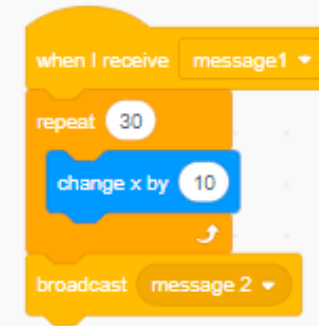 when I receive message1
repeat 30
change x by 10
broadcast message 2